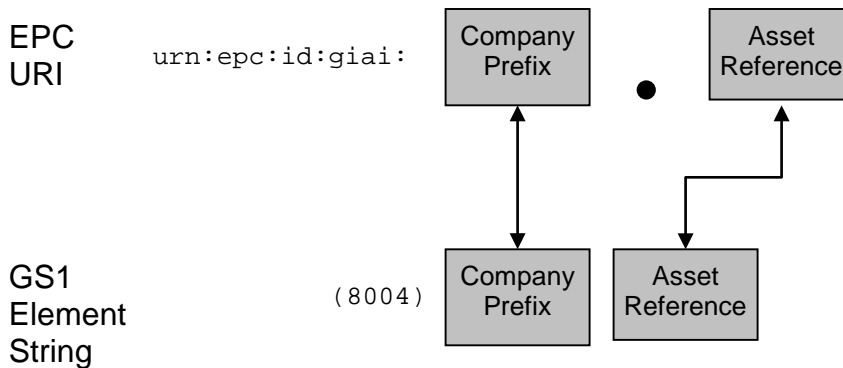 EPC
URI
urn:epc:id:giai:
Company
Prefix
•
Asset
Reference
GS1
Element
String
(8004)
Company
Prefix
Asset
Reference